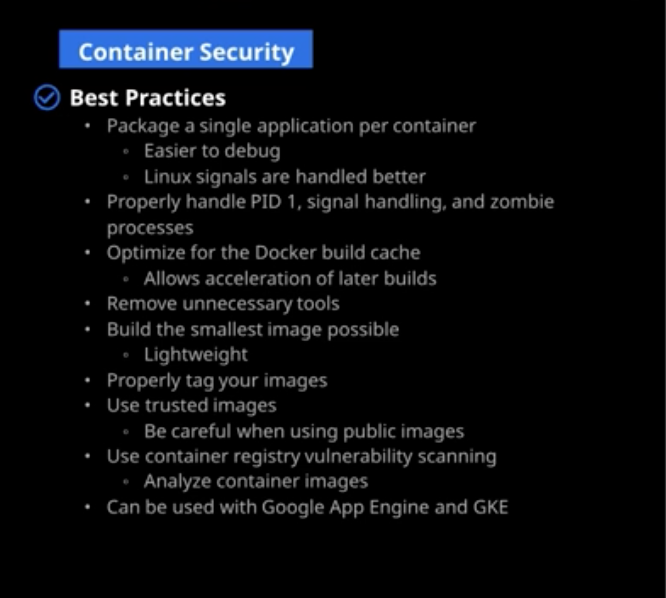 Container Security
Best Practices
• Package a single application per container
◦ Easier to debug
◦ Linux signals are handled better
• Properly handle PID 1, signal handling, and zombie
processes
• Optimize for the Docker build cache
◦ Allows acceleration of later builds
• Remove unnecessary tools
• Build the smallest image possible
◦ Lightweight
• Properly tag your images
• Use trusted images
◦ Be careful when using public images
• Use container registry vulnerability scanning
◦ Analyze container images
• Can be used with Google App Engine and GKE